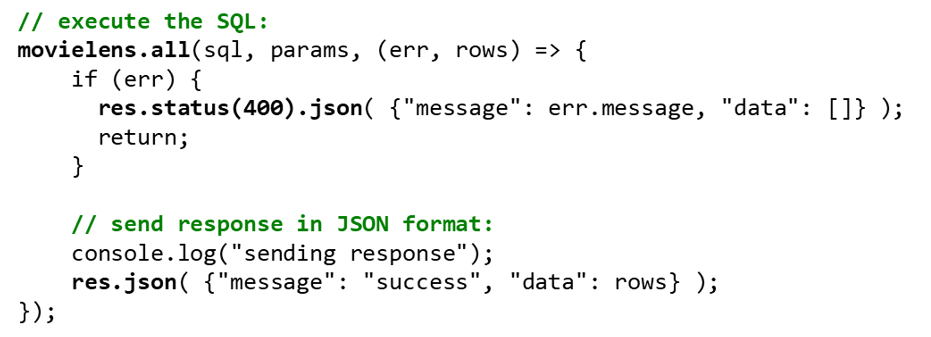 // execute the SQL:
movielens.all(sql, params, (err, rows) => {
    if (err) {
      res.status(400).json( {"message": err.message, "data": []} );
      return;
    }

    // send response in JSON format:
    console.log("sending response");
    res.json( {"message": "success", "data": rows} );
});